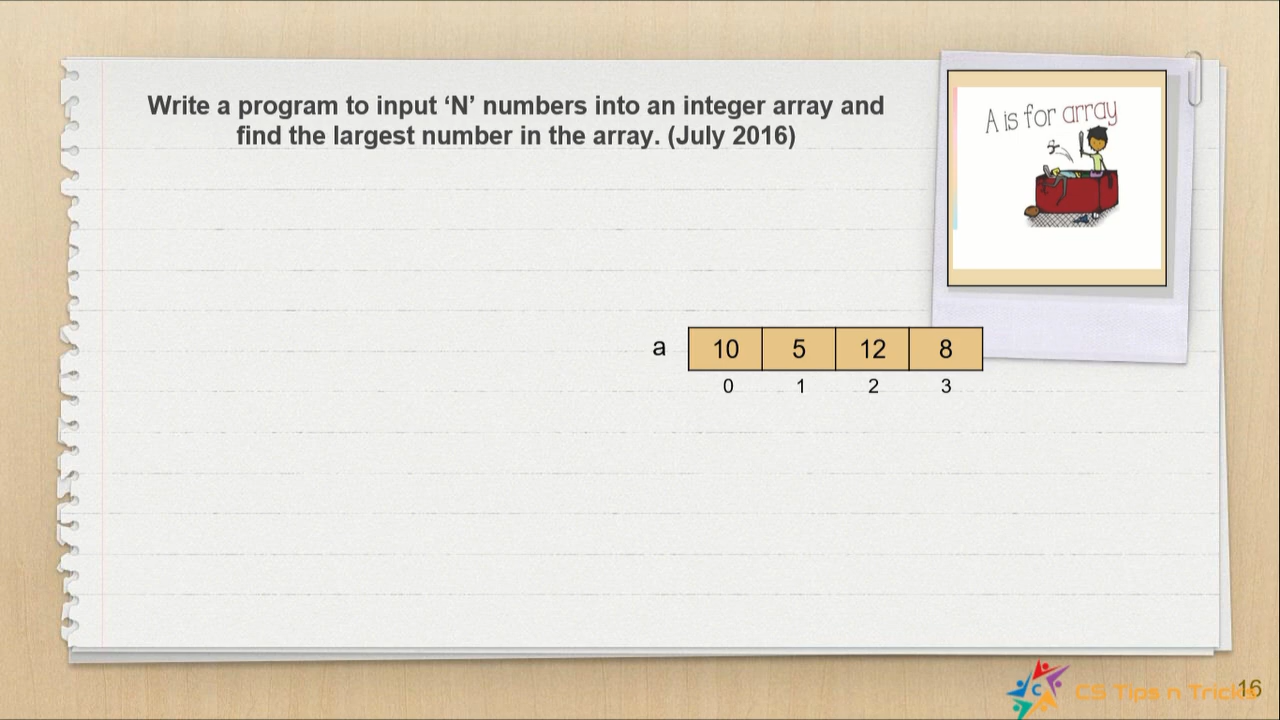 Write a program to input ‘N’ numbers into an integer array and
find the largest number in the array. (July 2016)
A is for array
a 10 5 12 8
0 1 2 3
C
CS Tips n Tricks
16